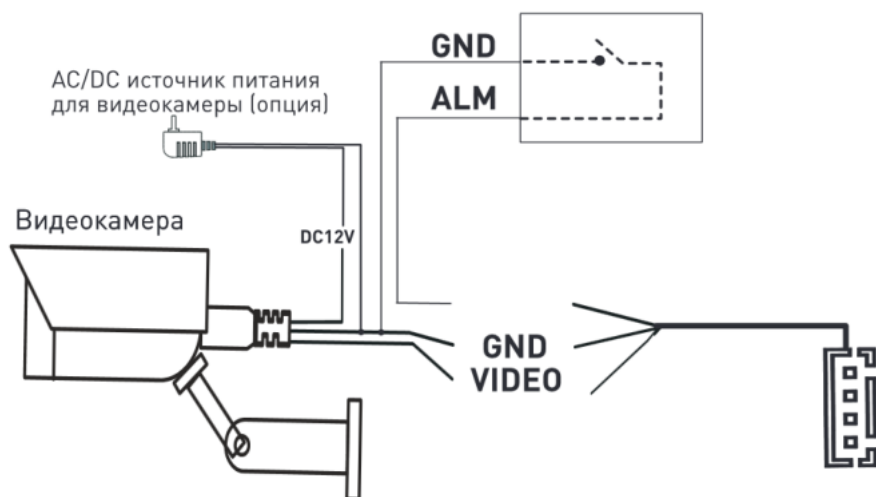 GND
ALM
AC/DC источник питания
для видеокамеры (опция)
Видеокамера
DC12V
GND
VIDEO